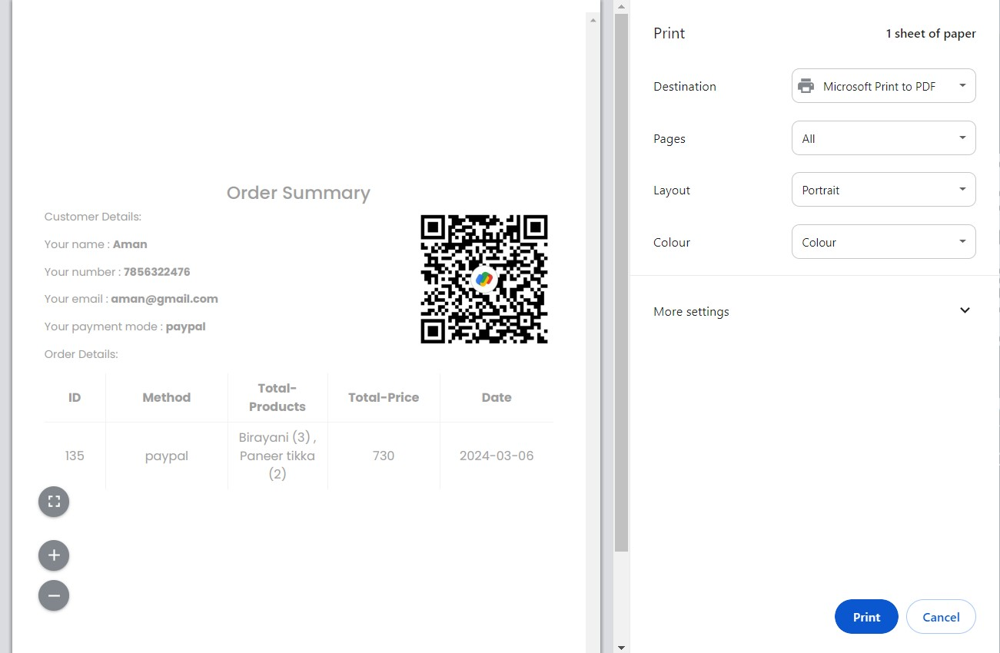 Order Summary
Customer Details:
Your name : Aman
Your number : 7856322476
Your email : aman@gmail.com
Your payment mode : paypal
Order Details:
ID Method Total-Products Total-Price Date
135 paypal Birayani (3) , Paneer tikka (2) 730 2024-03-06
Print 1 sheet of paper
Destination Microsoft Print to PDF
Pages All
Layout Portrait
Colour Colour
More settings
Print Cancel